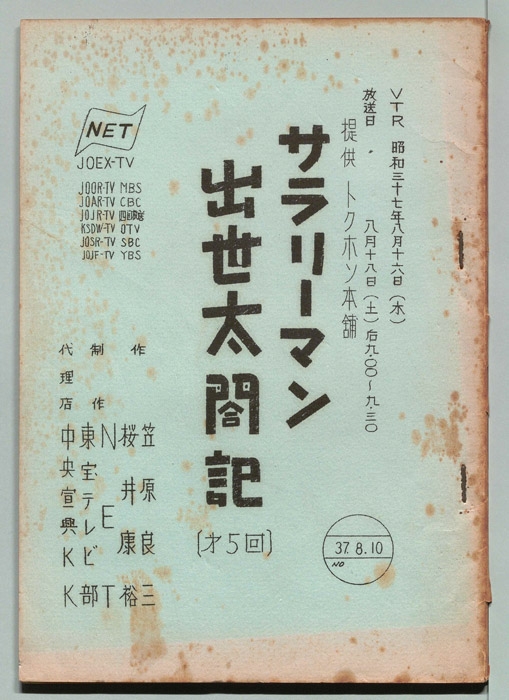 VTR 昭和三十七年八月十六日(木)
放送日 八月十八日(土)后九.00〜九.三0
提供 トクホン本舗
サラリーマン
出世太閤記
〔才5回〕
37.8.10
NO
NET
JOEX-TV
JOOR-TV MBS
JOAR-TV CBC
JOJR-TV 四国放送
KSDW-TV OTV
JOSR-TV SBC
JOJF-TV YBS
作 笠原良三
桜井康裕
制作 NET
東宝テレビ部
代理店 中央宣興KK